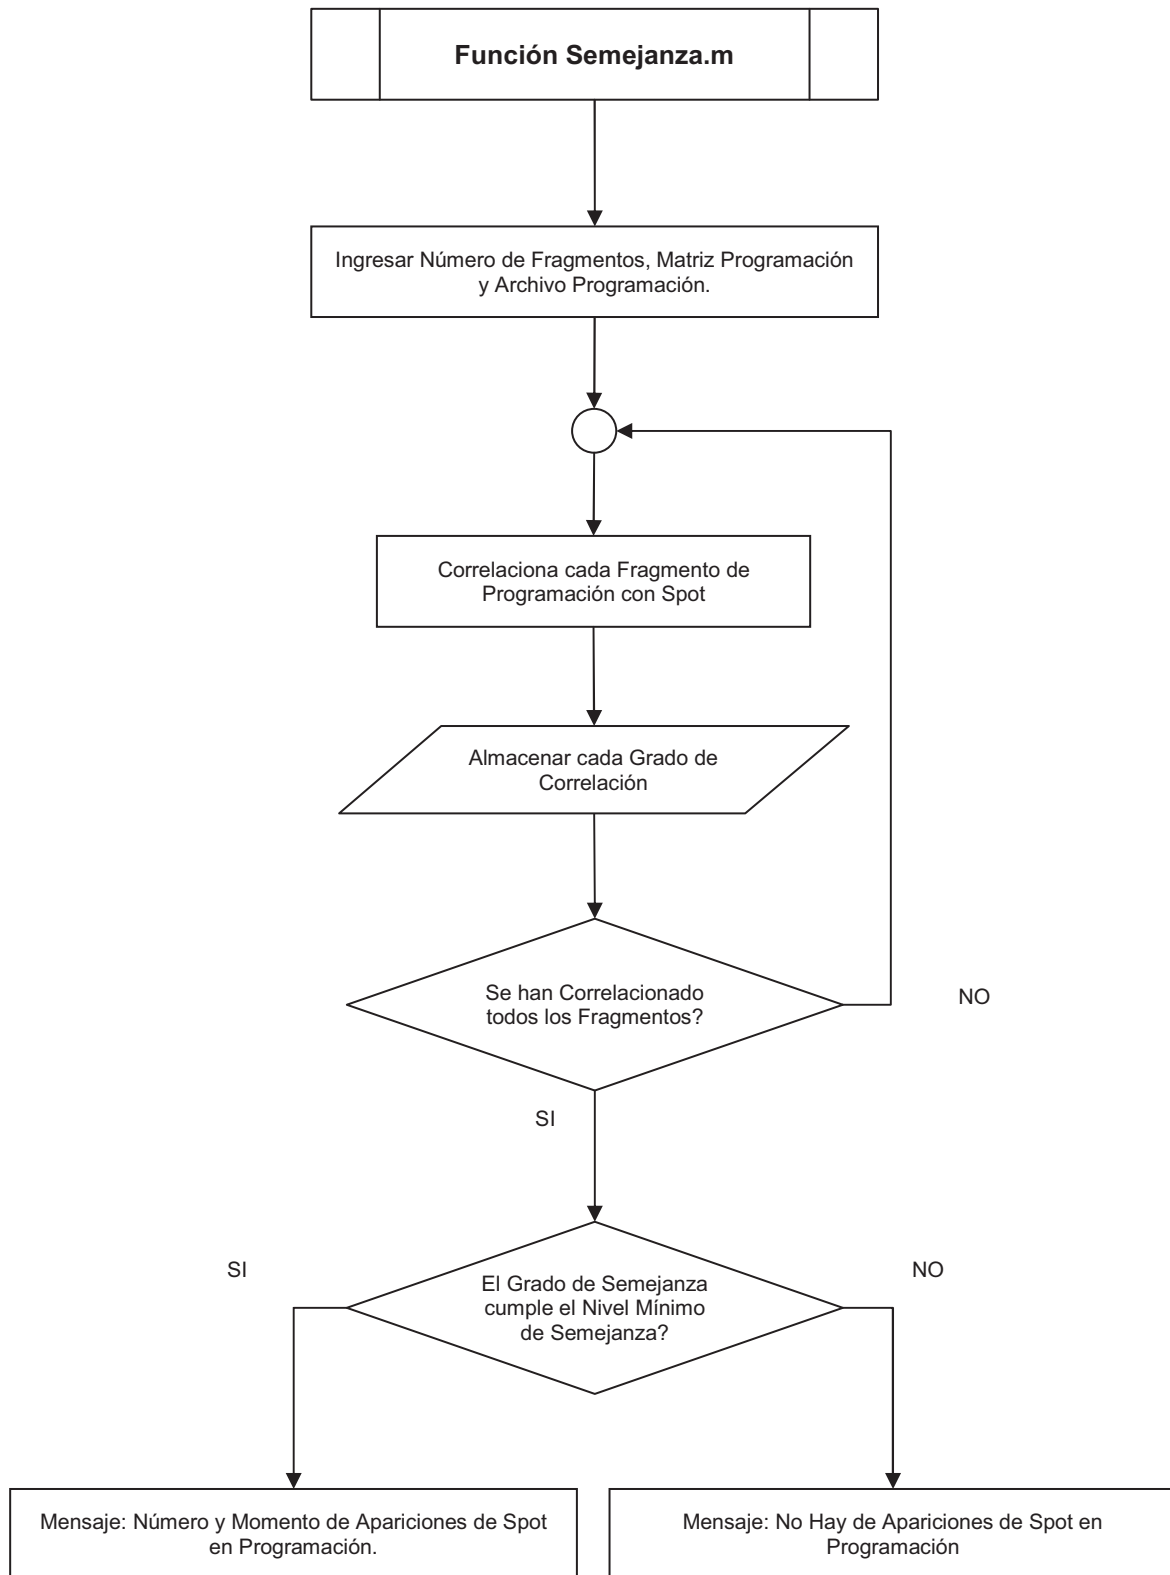 Función Semejanza.m
Ingresar Número de Fragmentos, Matriz Programación
y Archivo Programación.
Correlaciona cada Fragmento de
Programación con Spot
Almacenar cada Grado de
Correlación
Se han Correlacionado
todos los Fragmentos?
NO
SI
SI
NO
El Grado de Semejanza
cumple el Nivel Mínimo
de Semejanza?
Mensaje: Número y Momento de Apariciones de Spot
en Programación.
Mensaje: No Hay de Apariciones de Spot en
Programación